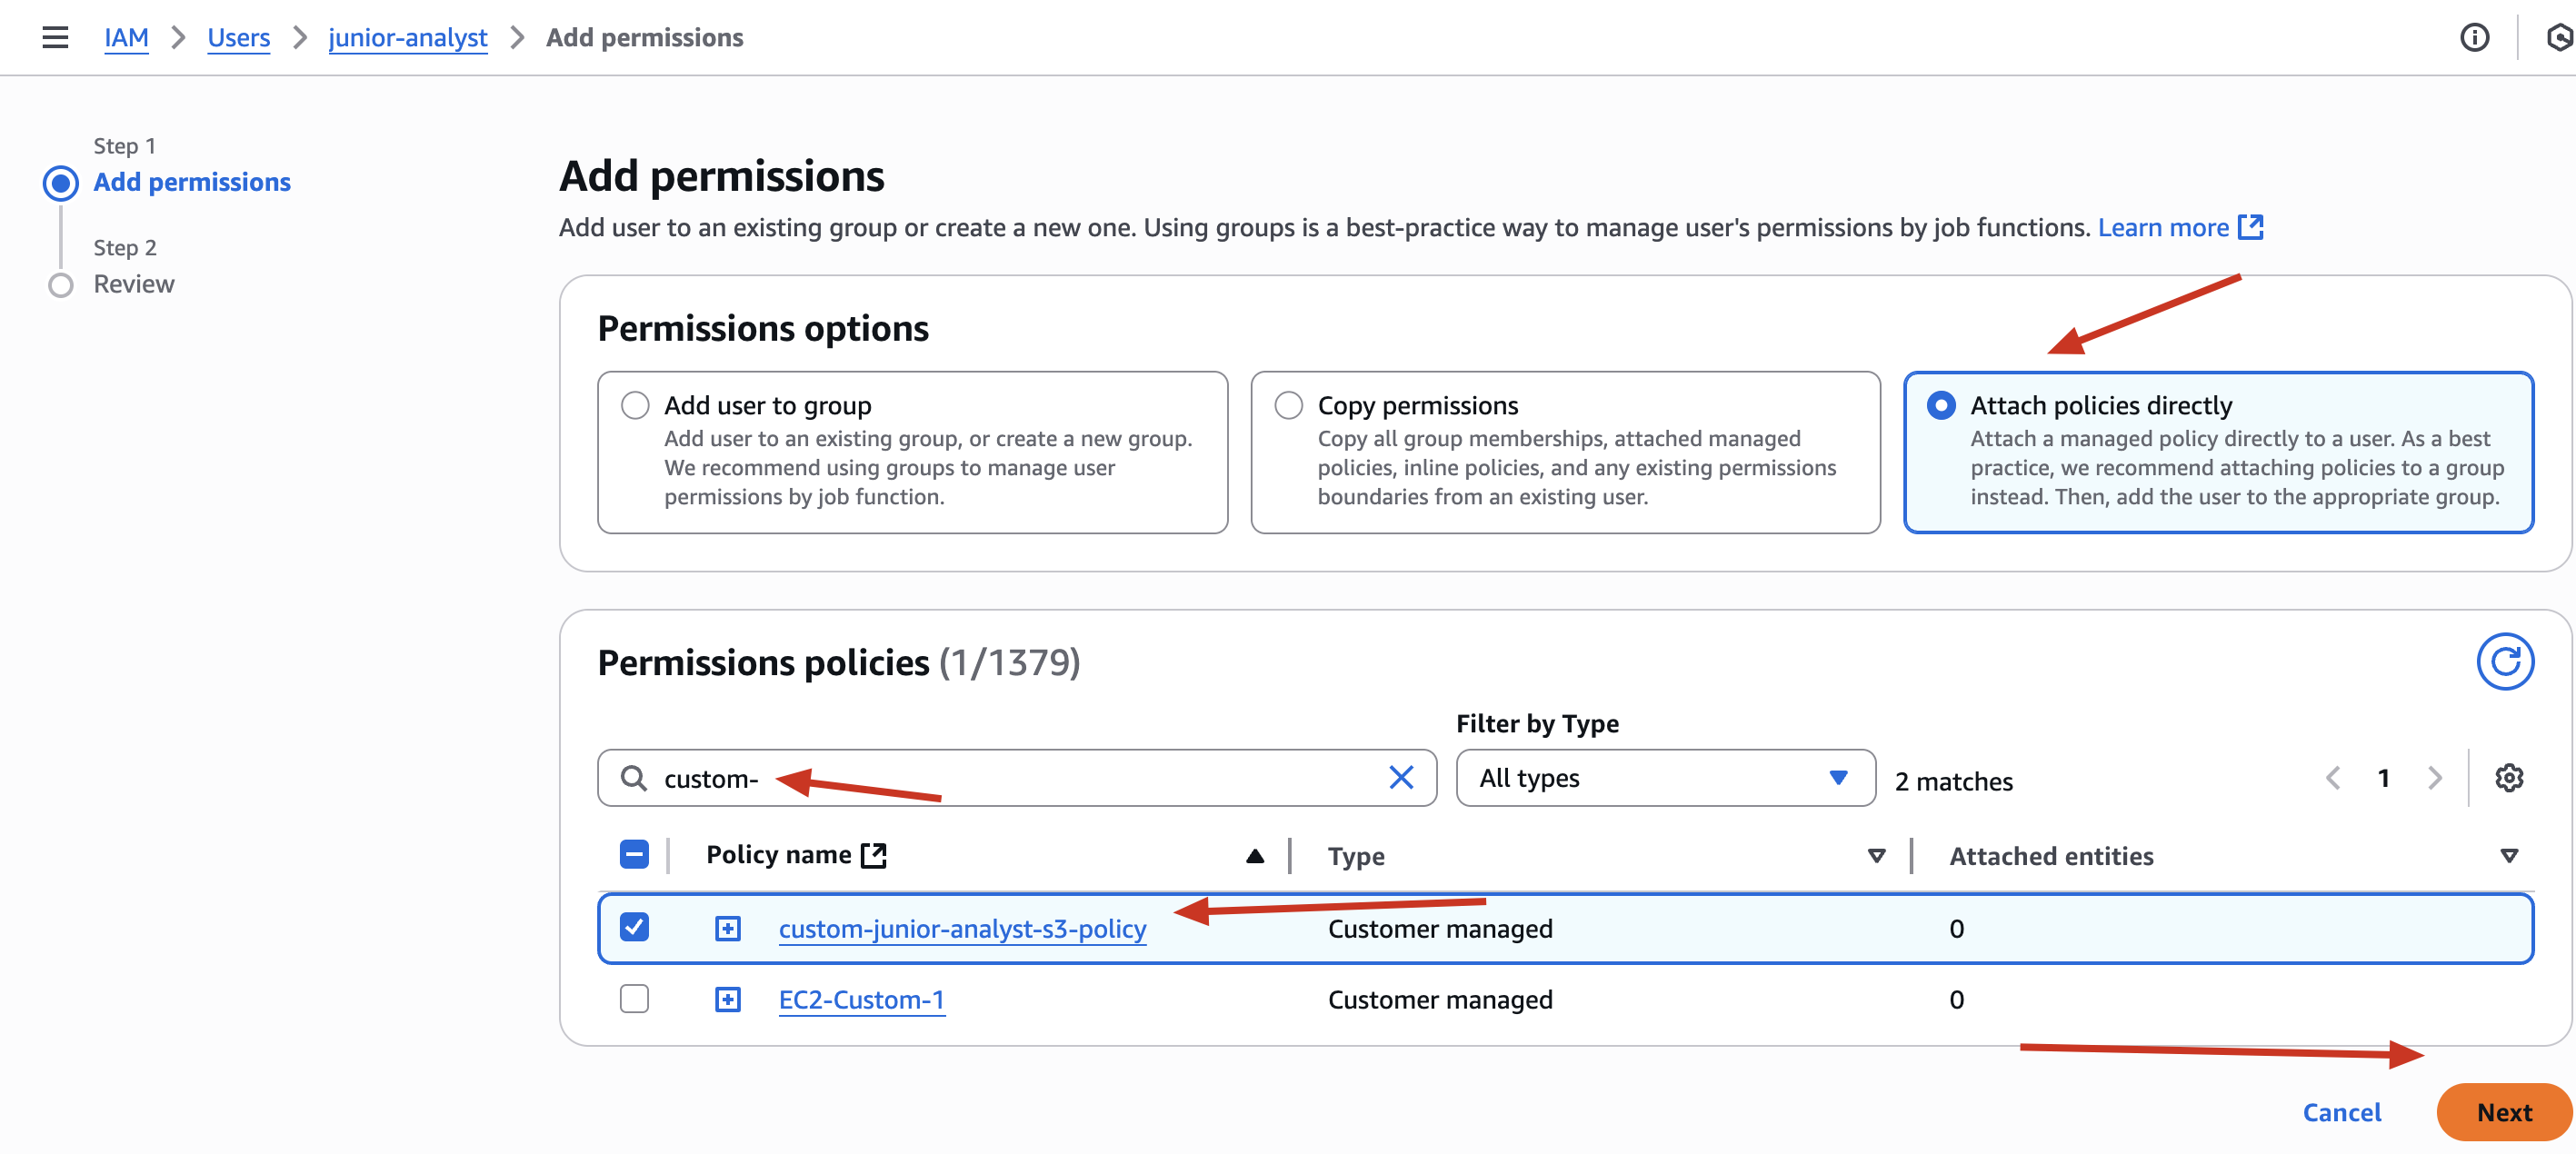 IAM > Users > junior-analyst > Add permissions
Step 1
Add permissions
Step 2
Review
Add permissions
Add user to an existing group or create a new one. Using groups is a best-practice way to manage user's permissions by job functions. Learn more
Permissions options
Add user to group
Add user to an existing group, or create a new group.
We recommend using groups to manage user
permissions by job function.
Copy permissions
Copy all group memberships, attached managed
policies, inline policies, and any existing permissions
boundaries from an existing user.
Attach policies directly
Attach a managed policy directly to a user. As a best
practice, we recommend attaching policies to a group
instead. Then, add the user to the appropriate group.
Permissions policies (1/1379)
Filter by Type
custom-
All types
2 matches
1
Policy name
Type
Attached entities
custom-junior-analyst-s3-policy
Customer managed
0
EC2-Custom-1
Customer managed
0
Cancel
Next